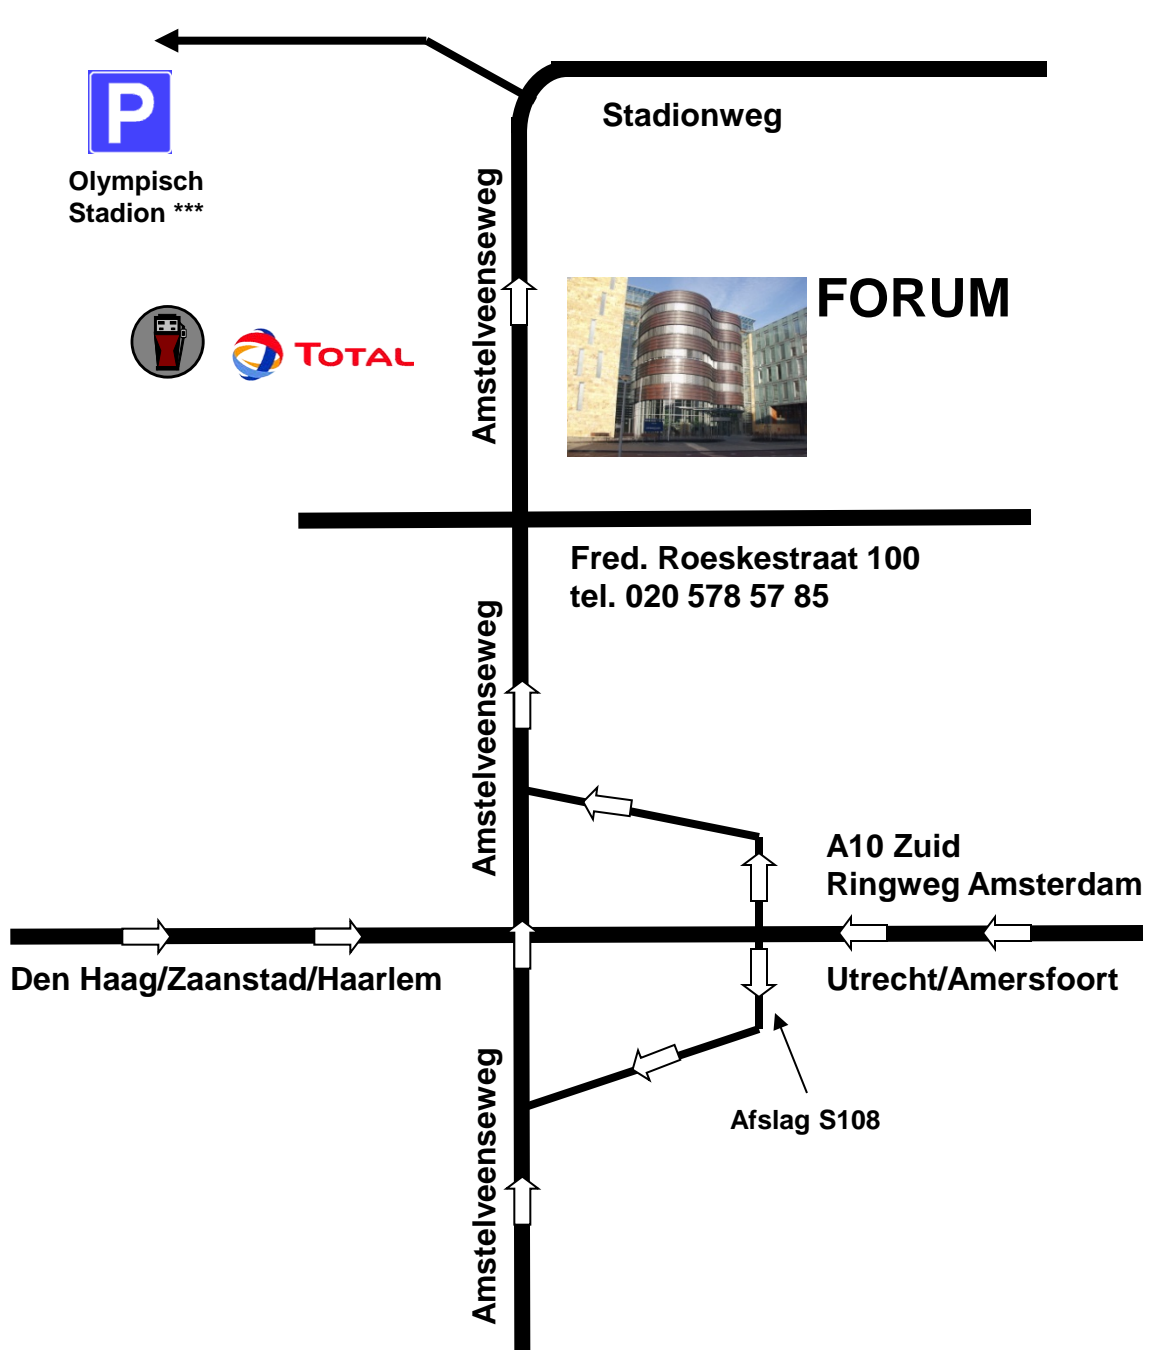 Stadionweg
P
Olympisch
Stadion ***
Amstelveenseweg
FORUM
TOTAL
Fred. Roeskestraat 100
tel. 020 578 57 85
Amstelveenseweg
A10 Zuid
Ringweg Amsterdam
Den Haag/Zaanstad/Haarlem
Utrecht/Amersfoort
Amstelveenseweg
Afslag S108